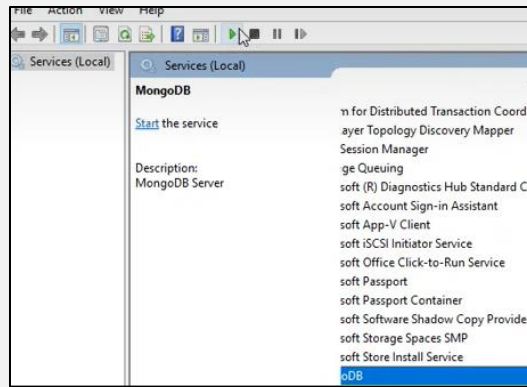 File Action View Help
Services (Local)
Services (Local)
MongoDB
Start the service
Description:
MongoDB Server
m for Distributed Transaction Coord
ayer Topology Discovery Mapper
Session Manager
ge Queuing
soft (R) Diagnostics Hub Standard C
soft Account Sign-in Assistant
soft App-V Client
soft iSCSI Initiator Service
soft Office Click-to-Run Service
soft Passport
soft Passport Container
soft Software Shadow Copy Provide
soft Storage Spaces SMP
soft Store Install Service
oDB